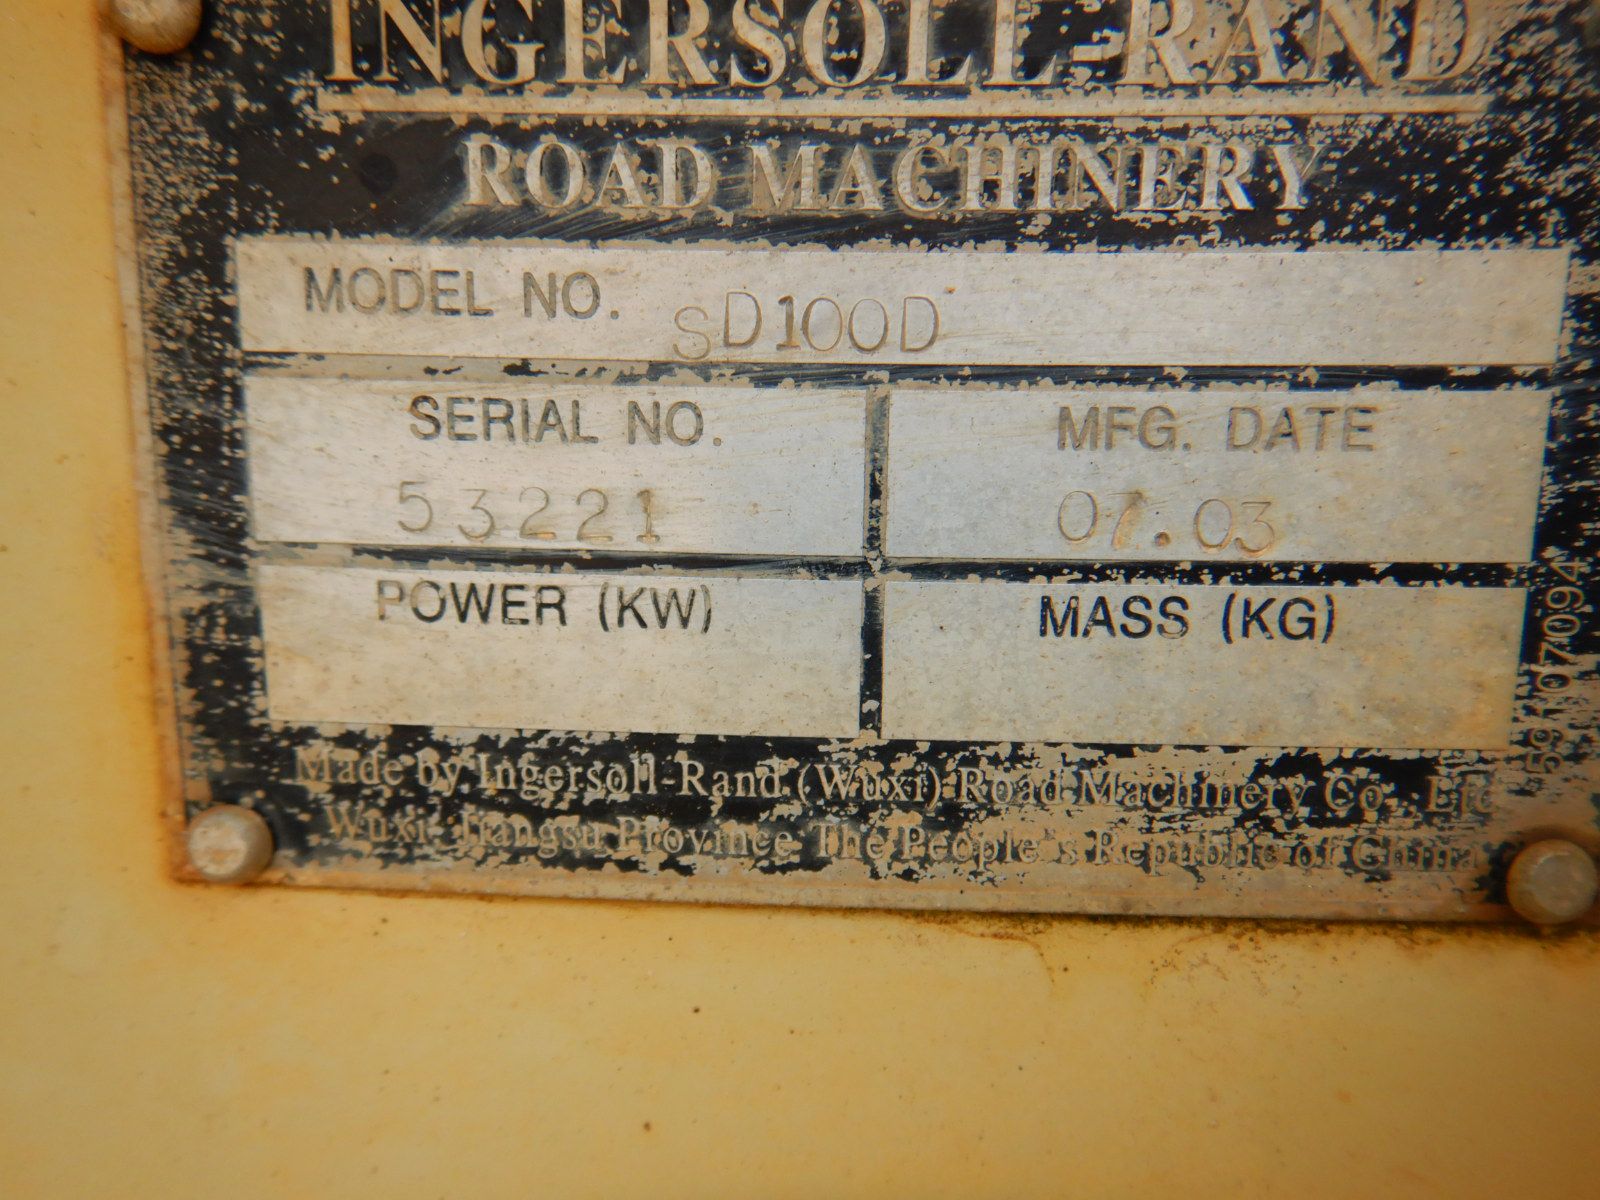 INGERSOLL-RAND
ROAD MACHINERY
MODEL NO. SD100D
SERIAL NO. MFG. DATE
53221 07.03
POWER (KW) MASS (KG)
Made by Ingersoll-Rand (Wuxi) Road Machinery Co., Ltd
Wuxi Jiangsu Province The People's Republic of China
59107094